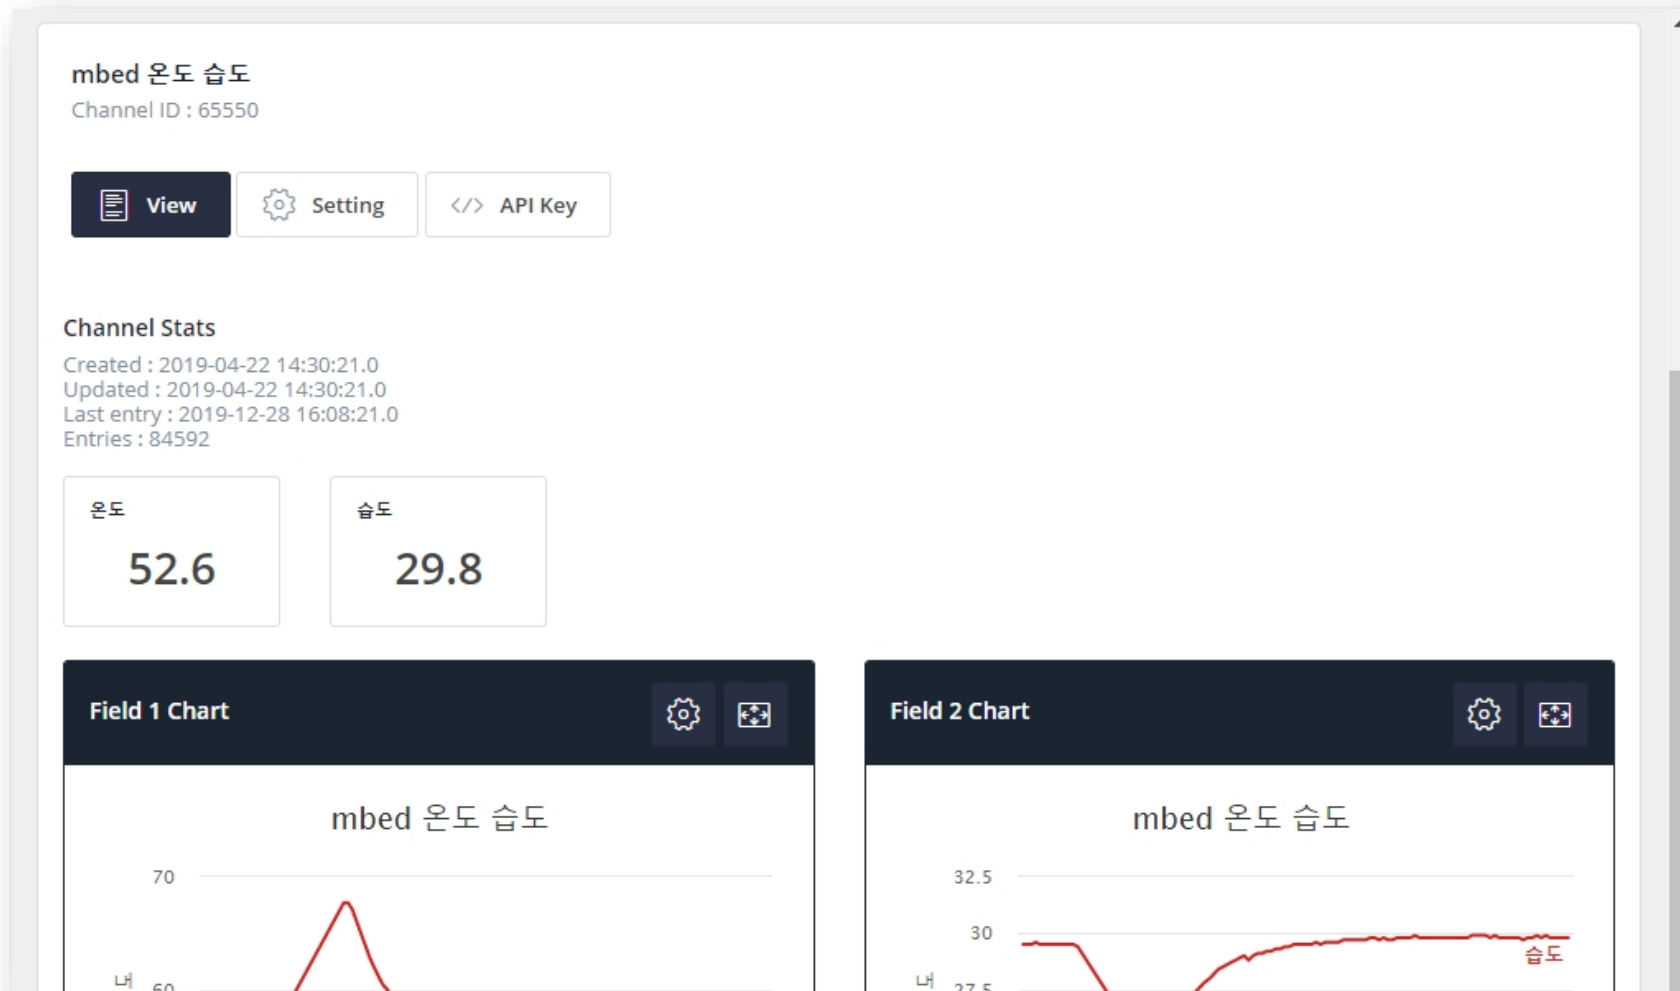 mbed 온도 습도
Channel ID : 65550
View
Setting
</> API Key
Channel Stats
Created : 2019-04-22 14:30:21.0
Updated : 2019-04-22 14:30:21.0
Last entry : 2019-12-28 16:08:21.0
Entries : 84592
온도
습도
52.6
29.8
Field 1 Chart
Field 2 Chart
mbed 온도 습도
70
60
mbed 온도 습도
32.5
30
습도
27.5